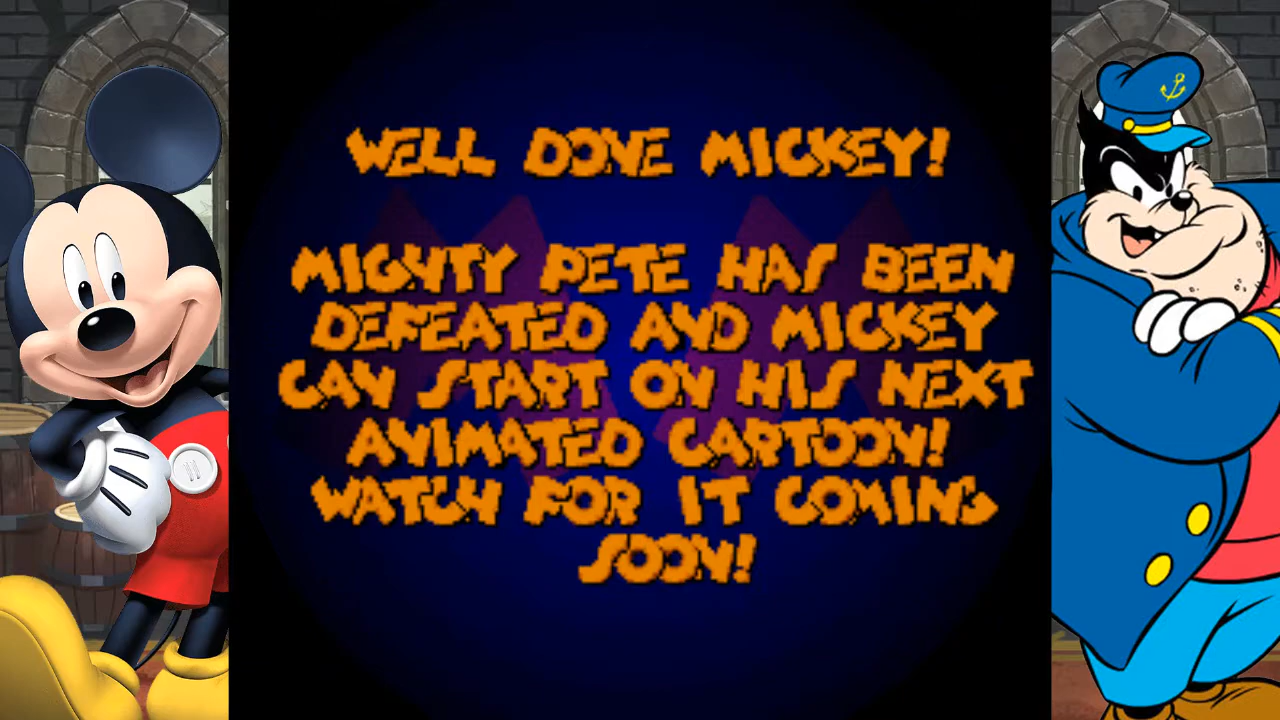 WELL DONE MICKEY!
MIGHTY PETE HAS BEEN
DEFEATED AND MICKEY
CAN START ON HIS NEXT
ANIMATED CARTOON!
WATCH FOR IT COMING
SOON!